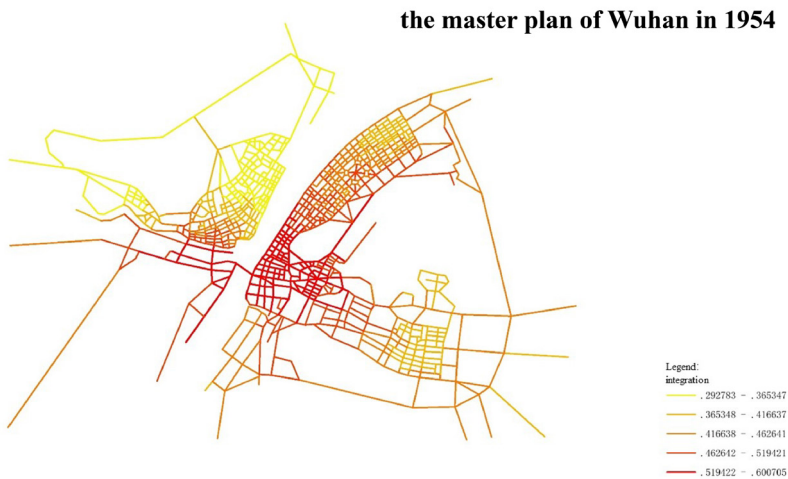 the master plan of Wuhan in 1954
Legend:
integration
.292783 - .365347
.365348 - .416637
.416638 - .462641
.462642 - .519421
.519422 - .600705